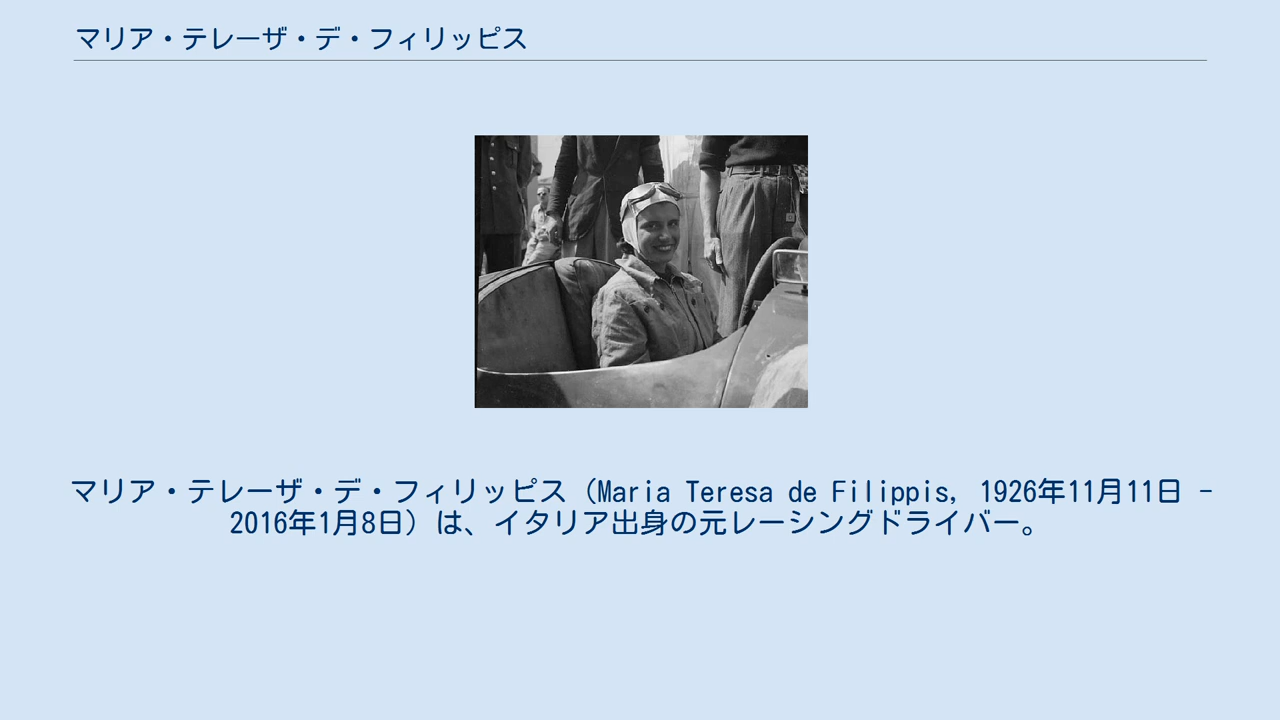 マリア・テレーザ・デ・フィリッピス
マリア・テレーザ・デ・フィリッピス（Maria Teresa de Filippis, 1926年11月11日 -
2016年1月8日）は、イタリア出身の元レーシングドライバー。